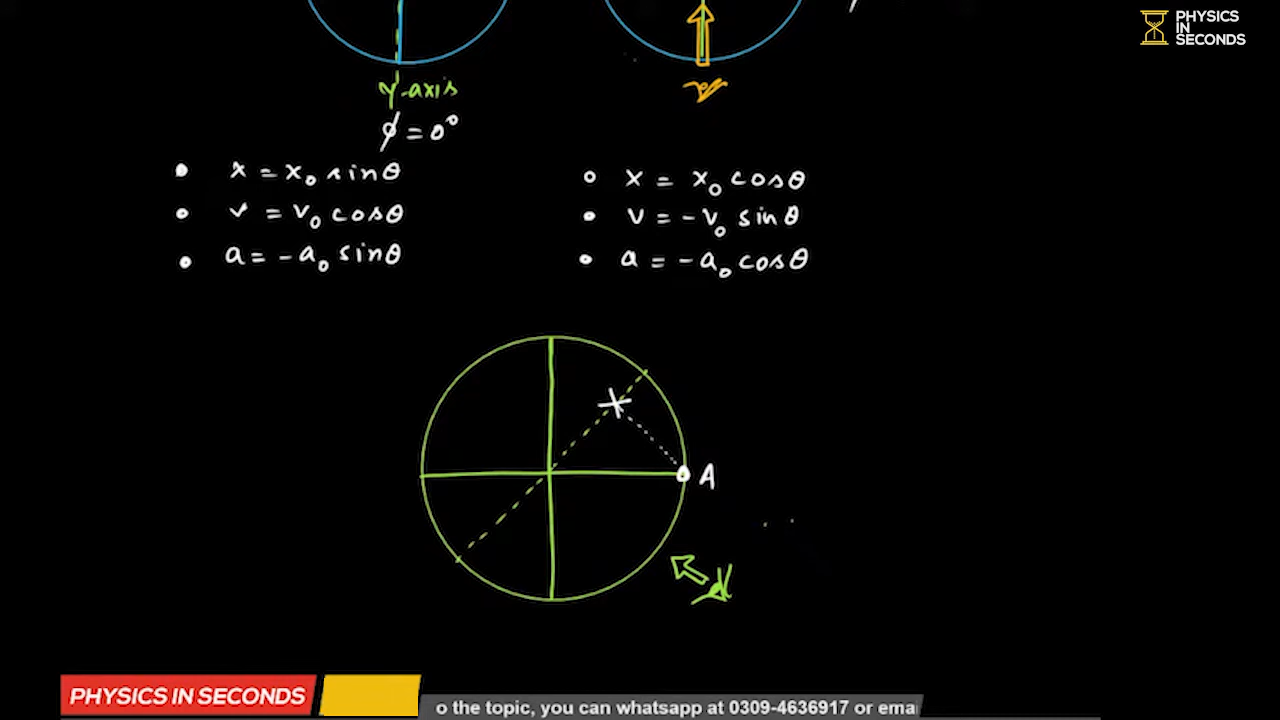 PHYSICS
IN
SECONDS
Y-axis
φ = 0°
x = x₀ sinθ
v = v₀ cosθ
a = -a₀ sinθ
x = x₀ cosθ
v = -v₀ sinθ
a = -a₀ cosθ
A
PHYSICS IN SECONDS
o the topic, you can whatsapp at 0309-4636917 or ema